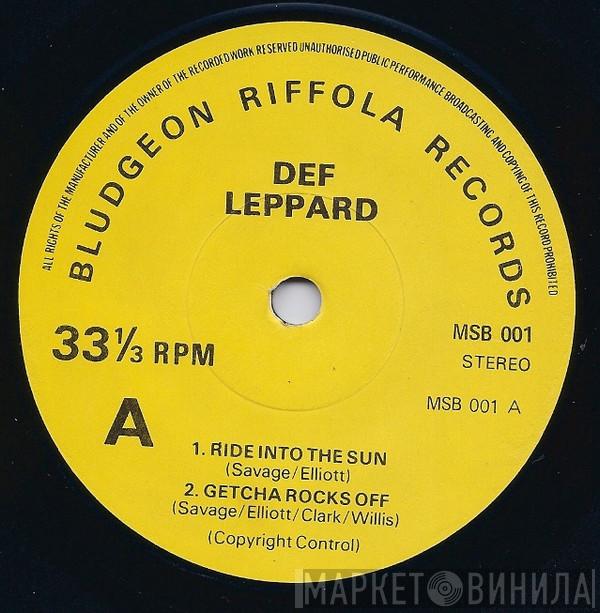 ALL RIGHTS OF THE MANUFACTURER AND OF THE OWNER OF THE RECORDED WORK RESERVED UNAUTHORISED PUBLIC PERFORMANCE BROADCASTING AND COPYING OF THIS RECORD PROHIBITED
BLUDGEON RIFFOLA RECORDS
DEF
LEPPARD
33⅓ RPM
MSB 001
STEREO
A
MSB 001 A
1. RIDE INTO THE SUN
(Savage/Elliott)
2. GETCHA ROCKS OFF
(Savage/Elliott/Clark/Willis)
(Copyright Control)
МАРКЕТ ВИНИЛА